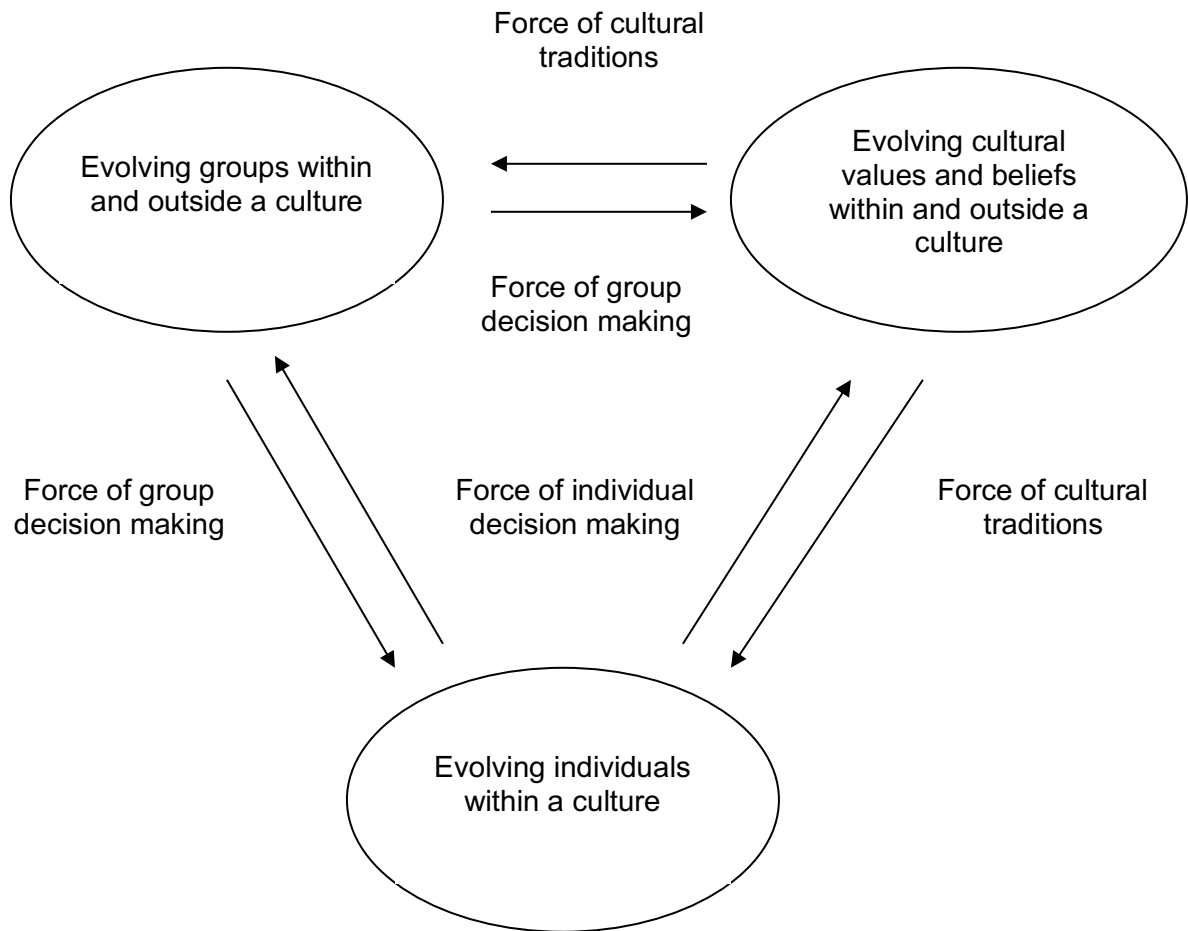 Force of cultural
traditions
Evolving groups within
and outside a culture
Evolving cultural
values and beliefs
within and outside a
culture
Force of group
decision making
Force of group
decision making
Force of individual
decision making
Force of cultural
traditions
Evolving individuals
within a culture